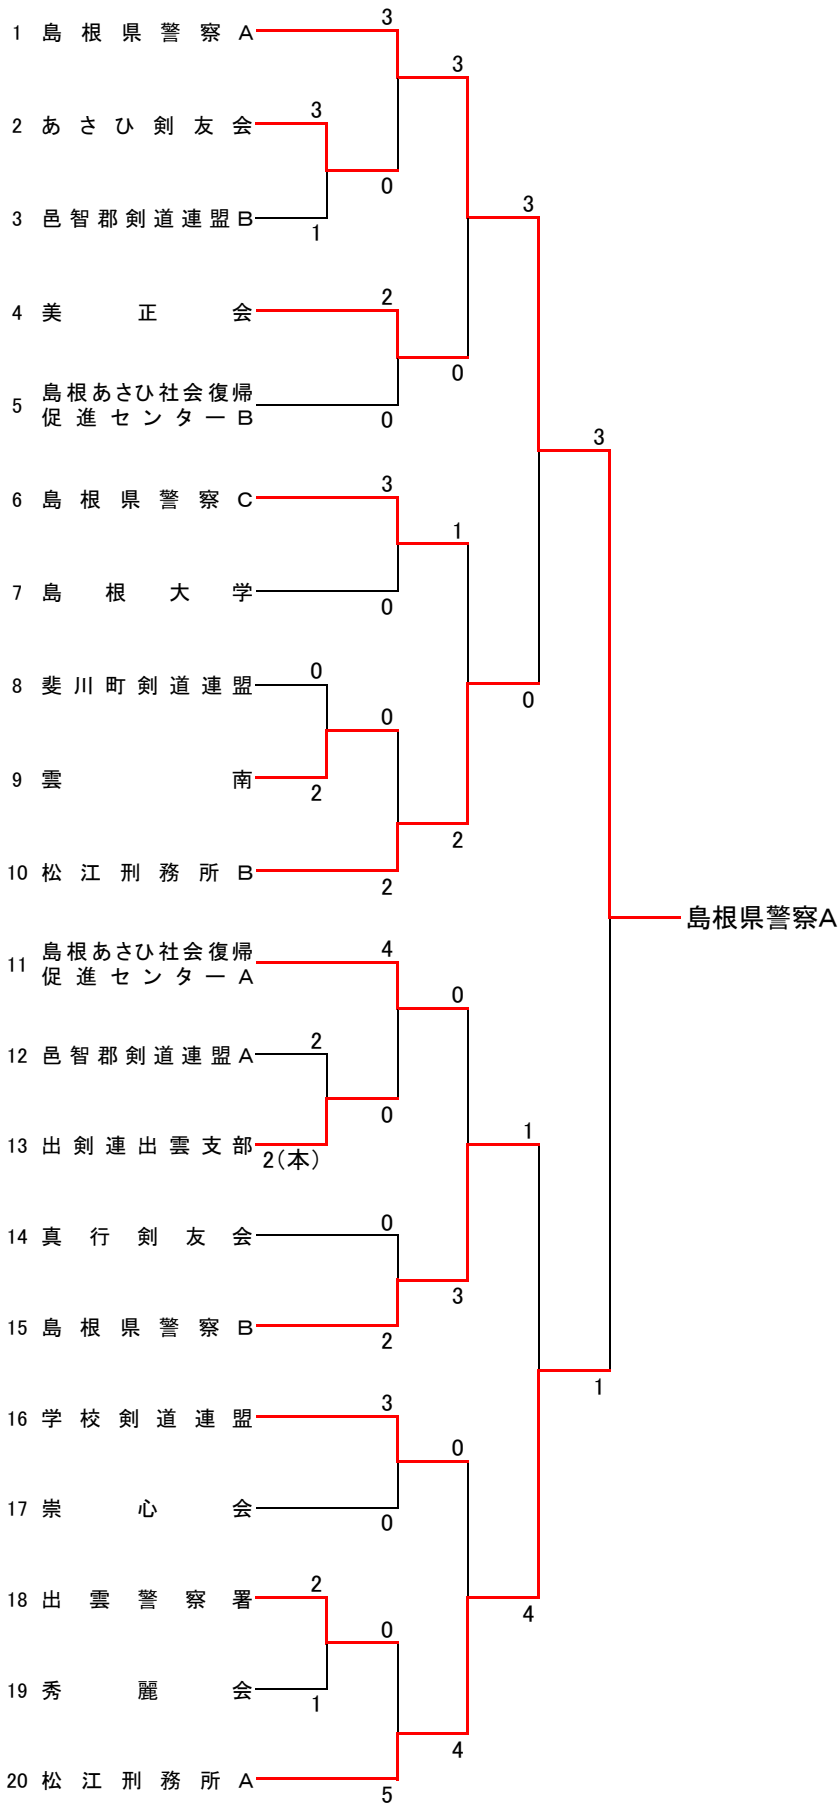 3
1 島根県警察A
3
3
2 あさひ剣友会
0
3
3 邑智郡剣道連盟B
1
2
4 美正会
0
島根あさひ社会復帰
5
促進センターB
0
3
3
6 島根県警察C
1
7 島根大学
0
0
8 斐川町剣道連盟
0
0
9 雲南
2
2
10 松江刑務所B
2
島根県警察A
4
島根あさひ社会復帰
11
促進センターA
0
2
12 邑智郡剣道連盟A
0
1
13 出剣連出雲支部
2(本)
0
14 真行剣友会
3
15 島根県警察B
2
1
3
16 学校剣道連盟
0
17 崇心会
0
2
18 出雲警察署
4
0
19 秀麗会
1
4
20 松江刑務所A
5